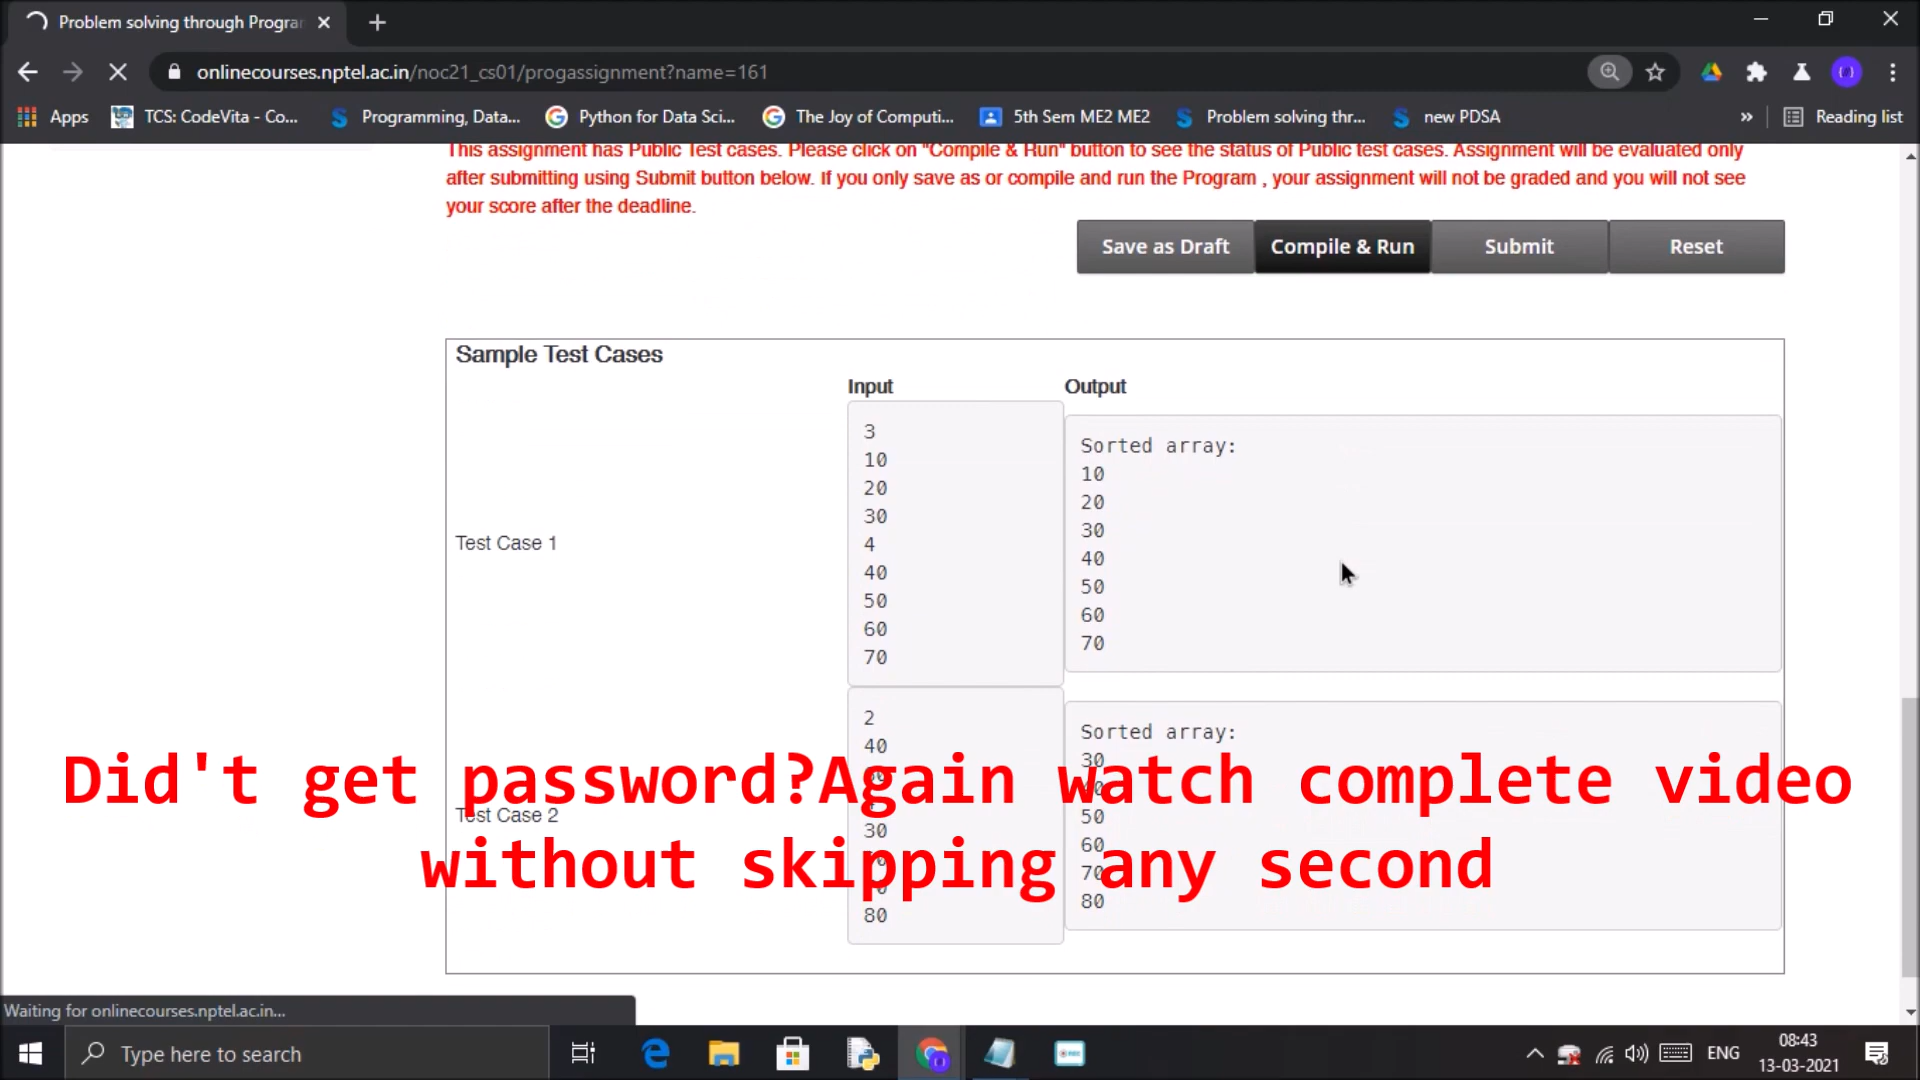 Problem solving through Progra
onlinecourses.nptel.ac.in/noc21_cs01/progassignment?name=161
Apps
TCS: CodeVita - Co...
Programming, Data...
Python for Data Sci...
The Joy of Computi...
5th Sem ME2 ME2
Problem solving thr...
new PDSA
»
Reading list
This assignment has Public Test cases. Please click on "Compile & Run" button to see the status of Public test cases. Assignment will be evaluated only
after submitting using Submit button below. If you only save as or compile and run the Program , your assignment will not be graded and you will not see
your score after the deadline.
Save as Draft
Compile & Run
Submit
Reset
Sample Test Cases
Input
Output
Test Case 1
3
10
20
30
4
40
50
60
70
Sorted array:
10
20
30
40
50
60
70
Test Case 2
2
40
30
80
Sorted array:
30
50
60
70
80
Did't get password?Again watch complete video
without skipping any second
Waiting for onlinecourses.nptel.ac.in...
Type here to search
ENG
08:43
13-03-2021